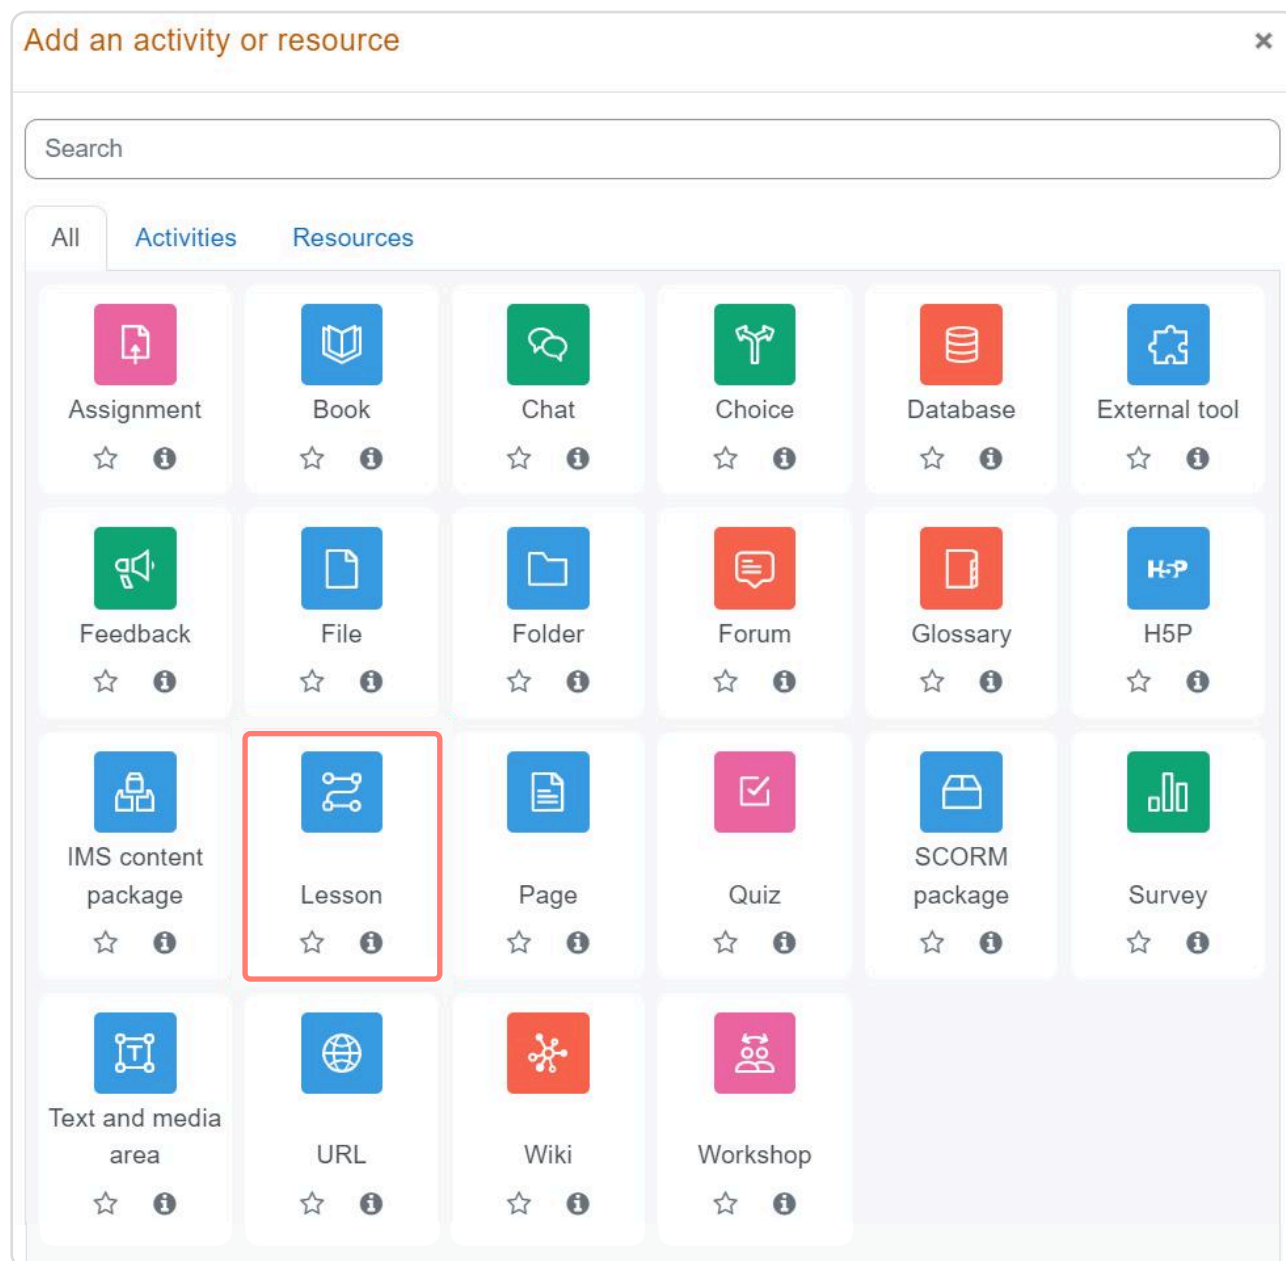 Add an activity or resource ×
Search
All Activities Resources
Assignment Book Chat Choice Database External tool
H5P
Feedback File Folder Forum Glossary H5P
IMS content SCORM
package Lesson Page Quiz package Survey
T
Text and media
area URL Wiki Workshop